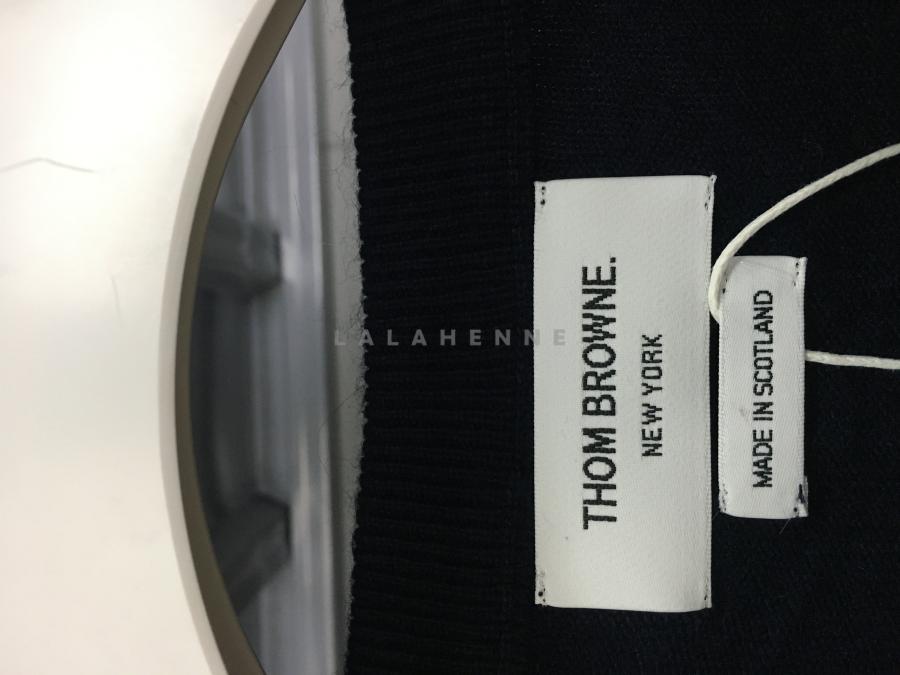 THOM BROWNE.
NEW YORK
MADE IN SCOTLAND
LALAHENNE